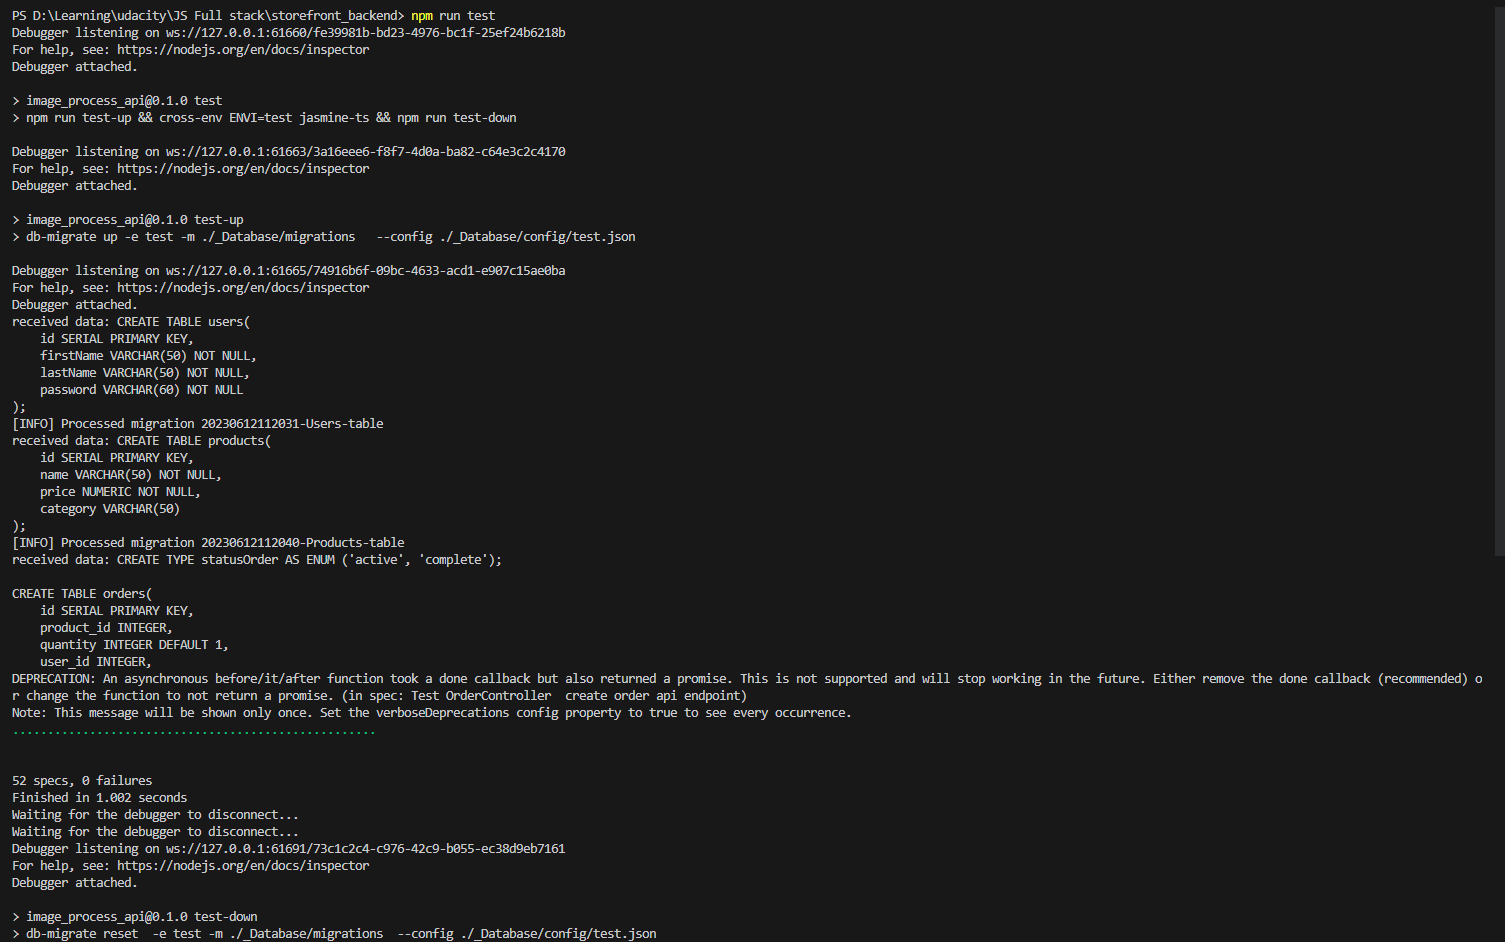 PS D:\Learning\udacity\JS Full stack\storefront_backend> npm run test
Debugger listening on ws://127.0.0.1:61660/fe39981b-bd23-4976-bc1f-25ef24b6218b
For help, see: https://nodejs.org/en/docs/inspector
Debugger attached.
> image_process_api@0.1.0 test
> npm run test-up && cross-env ENVI=test jasmine-ts && npm run test-down
Debugger listening on ws://127.0.0.1:61663/3a16eee6-f8f7-4d0a-ba82-c64e3c2c4170
For help, see: https://nodejs.org/en/docs/inspector
Debugger attached.
> image_process_api@0.1.0 test-up
> db-migrate up -e test -m ./_Database/migrations   --config ./_Database/config/test.json
Debugger listening on ws://127.0.0.1:61665/74916b6f-09bc-4633-acd1-e907c15ae0ba
For help, see: https://nodejs.org/en/docs/inspector
Debugger attached.
received data: CREATE TABLE users(
    id SERIAL PRIMARY KEY,
    firstName VARCHAR(50) NOT NULL,
    lastName VARCHAR(50) NOT NULL,
    password VARCHAR(60) NOT NULL
);
[INFO] Processed migration 20230612112031-Users-table
received data: CREATE TABLE products(
    id SERIAL PRIMARY KEY,
    name VARCHAR(50) NOT NULL,
    price NUMERIC NOT NULL,
    category VARCHAR(50)
);
[INFO] Processed migration 20230612112040-Products-table
received data: CREATE TYPE statusOrder AS ENUM ('active', 'complete');
CREATE TABLE orders(
    id SERIAL PRIMARY KEY,
    product_id INTEGER,
    quantity INTEGER DEFAULT 1,
    user_id INTEGER,
DEPRECATION: An asynchronous before/it/after function took a done callback but also returned a promise. This is not supported and will stop working in the future. Either remove the done callback (recommended) o
r change the function to not return a promise. (in spec: Test OrderController  create order api endpoint)
Note: This message will be shown only once. Set the verboseDeprecations config property to true to see every occurrence.
....................................................
52 specs, 0 failures
Finished in 1.002 seconds
Waiting for the debugger to disconnect...
Waiting for the debugger to disconnect...
Debugger listening on ws://127.0.0.1:61691/73c1c2c4-c976-42c9-b055-ec38d9eb7161
For help, see: https://nodejs.org/en/docs/inspector
Debugger attached.
> image_process_api@0.1.0 test-down
> db-migrate reset  -e test -m ./_Database/migrations  --config ./_Database/config/test.json